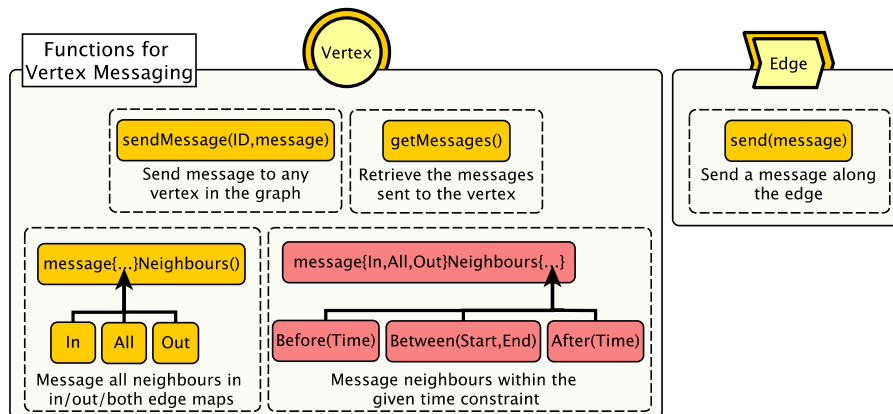 Functions for
Vertex Messaging
Vertex
sendMessage(ID,message)
Send message to any
vertex in the graph
getMessages()
Retrieve the messages
sent to the vertex
message{...}Neighbours()
In
All
Out
Message all neighbours in
in/out/both edge maps
message{In,All,Out}Neighbours{...}
Before(Time)
Between(Start,End)
After(Time)
Message neighbours within the
given time constraint
Edge
send(message)
Send a message along
the edge